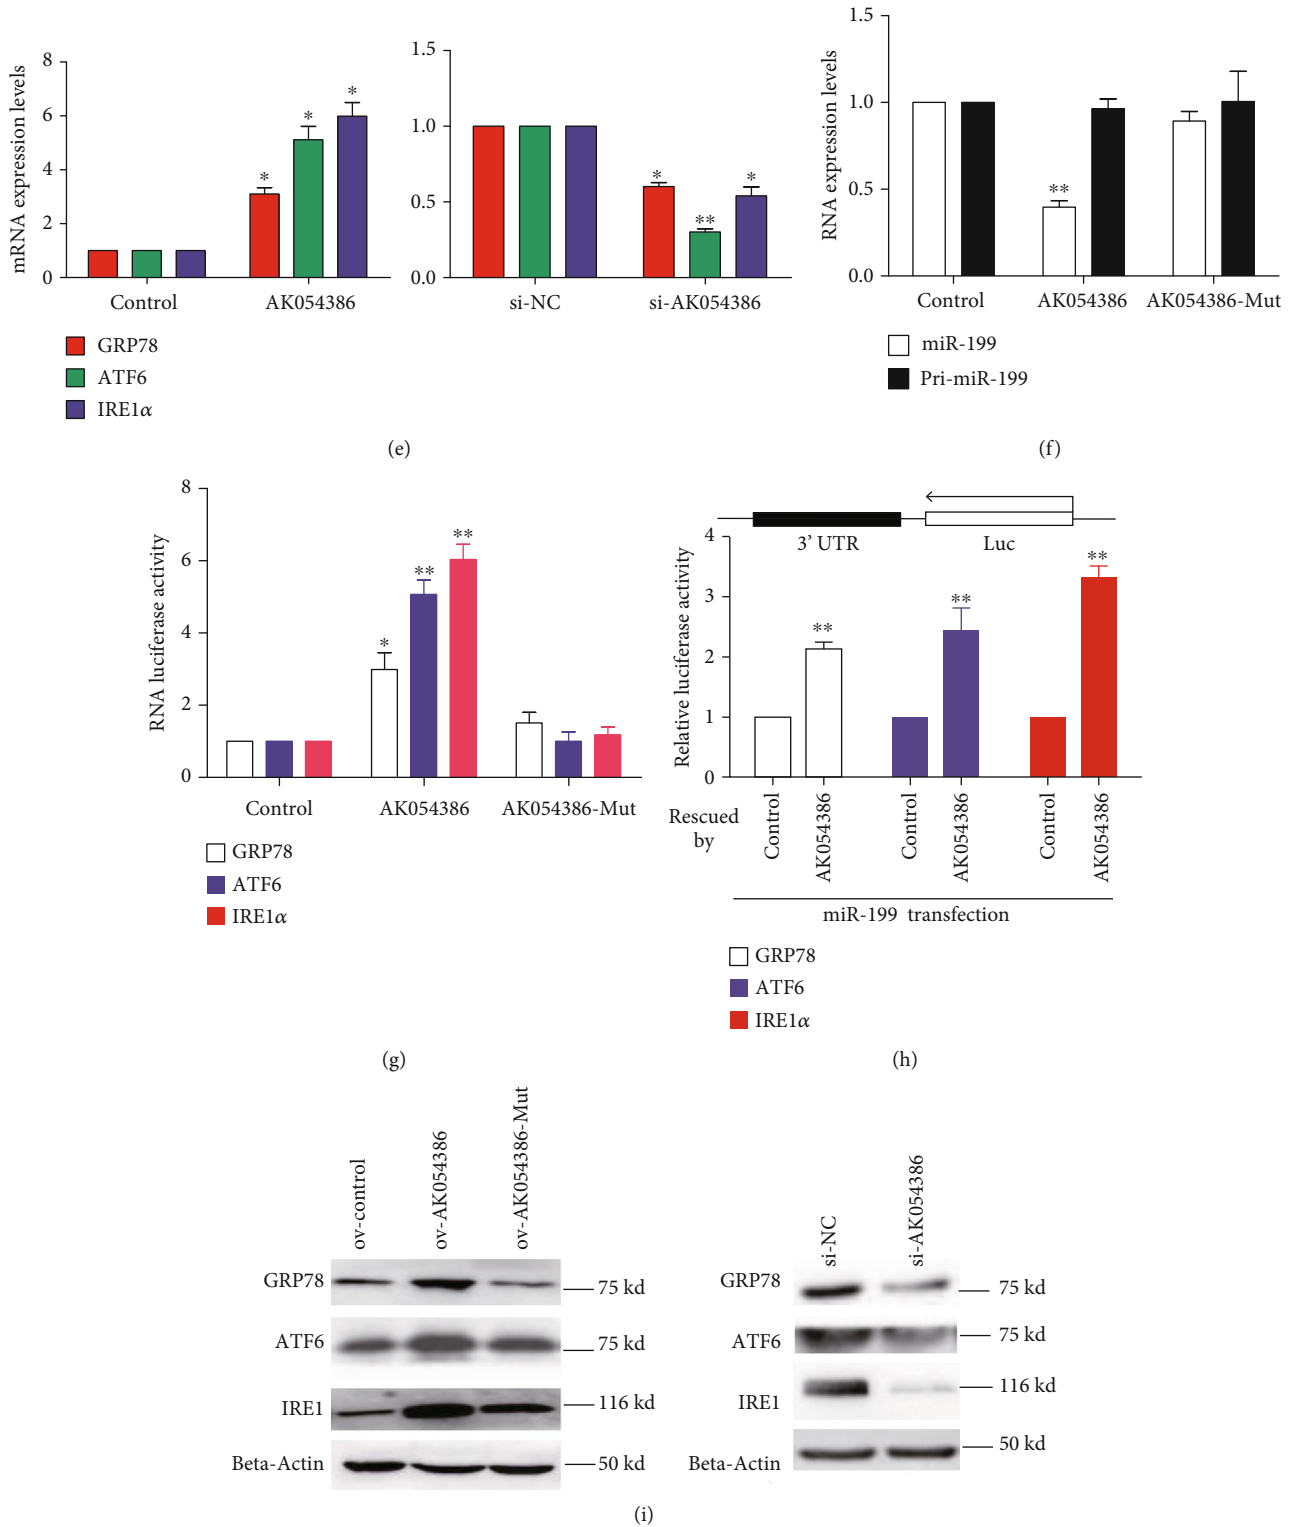 mRNA expression levels
8
6
4
2
0
* * *
Control AK054386
1.5
1.0
0.5
0.0
* ** *
si-NC si-AK054386
GRP78
ATF6
IRE1α
(e)
RNA expression levels
1.5
1.0
0.5
0.0
**
Control AK054386 AK054386-Mut
miR-199
Pri-miR-199
(f)
RNA luciferase activity
8
6
4
2
0
* ** **
Control AK054386 AK054386-Mut
GRP78
ATF6
IRE1α
(g)
3' UTR Luc
Relative luciferase activity
4
3
2
1
0
** ** **
Rescued by
Control AK054386 Control AK054386 Control AK054386
miR-199 transfection
GRP78
ATF6
IRE1α
(h)
ov-control ov-AK054386 ov-AK054386-Mut
GRP78 75 kd
ATF6 75 kd
IRE1 116 kd
Beta-Actin 50 kd
si-NC si-AK054386
GRP78 75 kd
ATF6 75 kd
IRE1 116 kd
Beta-Actin 50 kd
(i)